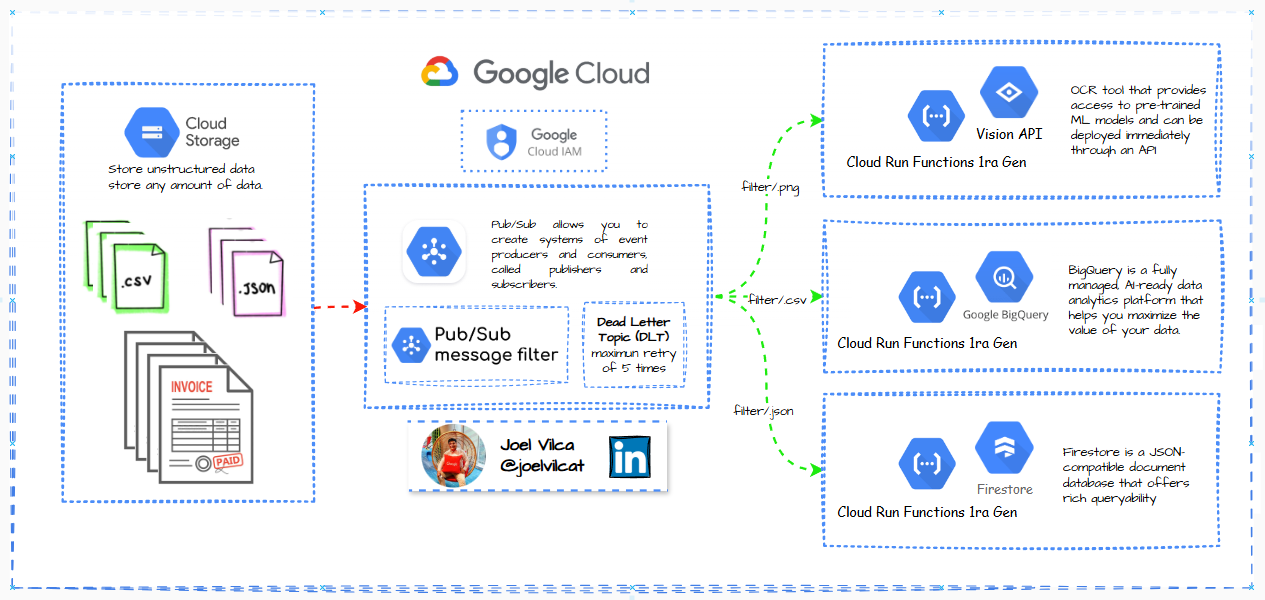 Google Cloud
Cloud
Storage
Store unstructured data
store any amount of data.
.csv
.json
INVOICE
PAID
Google
Cloud IAM
Pub/Sub allows you to
create systems of event
producers and consumers,
called publishers and
subscribers.
Pub/Sub
message filter
Dead Letter
Topic (DLT)
maximun retry
of 5 times
Joel Vilca
@joelvilcat
in
filter/.png
filter/.csv
filter/.json
Vision API
Cloud Run Functions 1ra Gen
OCR tool that provides
access to pre-trained
ML models and can be
deployed immediately
through an API
Google BigQuery
Cloud Run Functions 1ra Gen
BigQuery is a fully
managed, AI-ready data
analytics platform that
helps you maximize the
value of your data.
Firestore
Cloud Run Functions 1ra Gen
Firestore is a JSON-
compatible document
database that offers
rich queryability